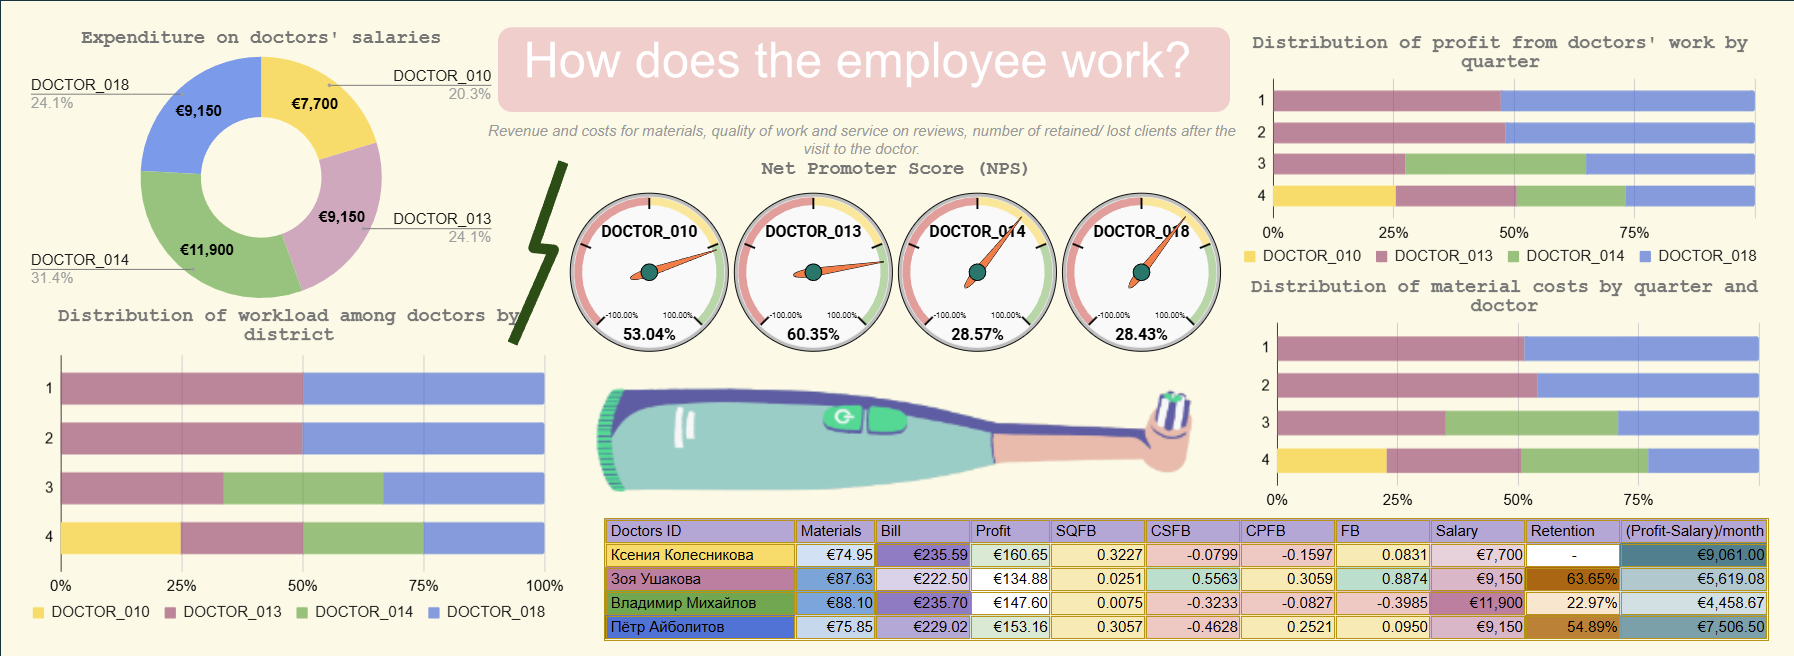 Expenditure on doctors' salaries
DOCTOR_018
24.1%
DOCTOR_010
20.3%
€9,150
€7,700
€9,150
DOCTOR_013
24.1%
€11,900
DOCTOR_014
31.4%
How does the employee work?
Revenue and costs for materials, quality of work and service on reviews, number of retained/ lost clients after the
visit to the doctor.
Net Promoter Score (NPS)
DOCTOR_010
-100.00% 100.00%
53.04%
DOCTOR_013
-100.00% 100.00%
60.35%
DOCTOR_014
-100.00% 100.00%
28.57%
DOCTOR_018
-100.00% 100.00%
28.43%
Distribution of profit from doctors' work by
quarter
1
2
3
4
0% 25% 50% 75%
DOCTOR_010 DOCTOR_013 DOCTOR_014 DOCTOR_018
Distribution of workload among doctors by
district
1
2
3
4
0% 25% 50% 75% 100%
DOCTOR_010 DOCTOR_013 DOCTOR_014 DOCTOR_018
Distribution of material costs by quarter and
doctor
1
2
3
4
0% 25% 50% 75%
Doctors ID Materials Bill Profit SQFB CSFB CPFB FB Salary Retention (Profit-Salary)/month
Ксения Колесникова €74.95 €235.59 €160.65 0.3227 -0.0799 -0.1597 0.0831 €7,700 - €9,061.00
Зоя Ушакова €87.63 €222.50 €134.88 0.0251 0.5563 0.3059 0.8874 €9,150 63.65% €5,619.08
Владимир Михайлов €88.10 €235.70 €147.60 0.0075 -0.3233 -0.0827 -0.3985 €11,900 22.97% €4,458.67
Пётр Айболитов €75.85 €229.02 €153.16 0.3057 -0.4628 0.2521 0.0950 €9,150 54.89% €7,506.50